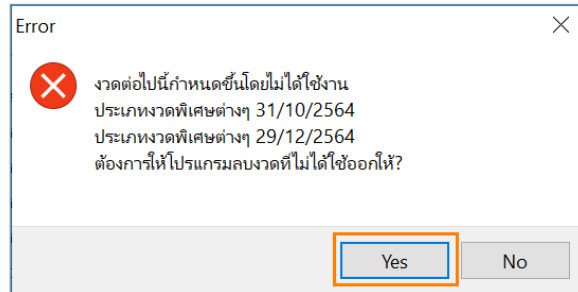 Error
งวดต่อไปนี้กำหนดขึ้นโดยไม่ได้ใช้งาน
ประเภทงวดพิเศษต่างๆ 31/10/2564
ประเภทงวดพิเศษต่างๆ 29/12/2564
ต้องการให้โปรแกรมลบงวดที่ไม่ได้ใช้ออกให้?
Yes No